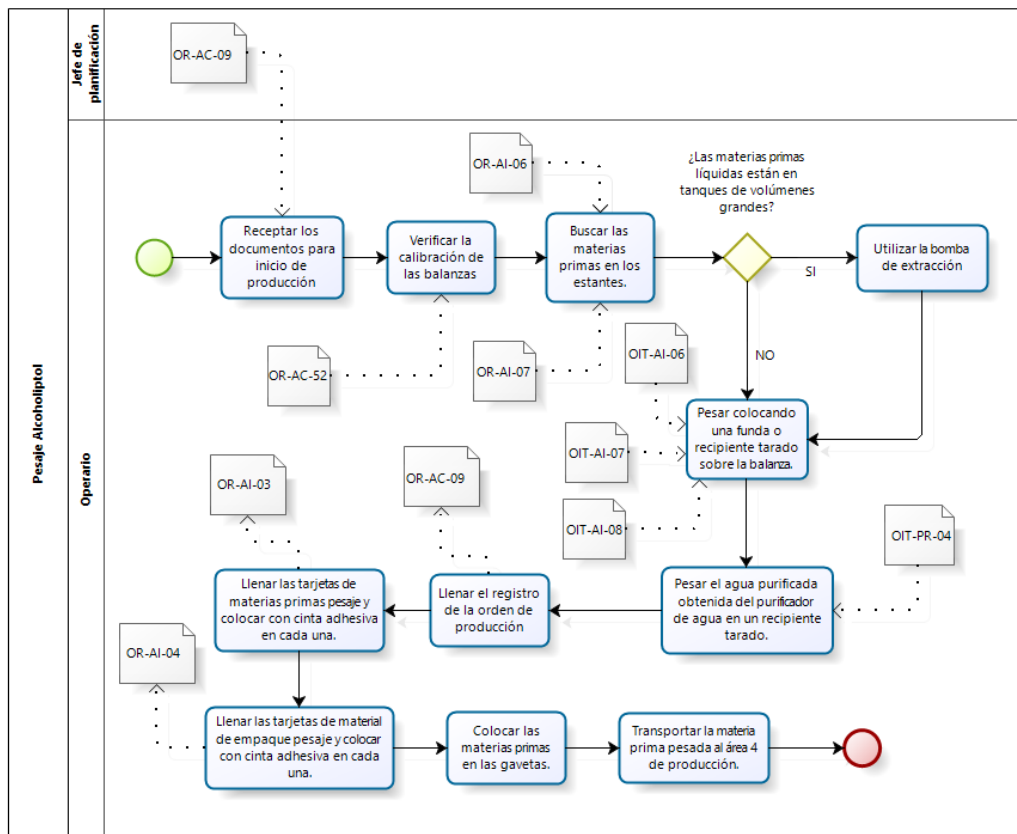 Pesaje Alcoholiptol
Jefe de
planificación
OR-AC-09
Operario
OR-AI-06
¿Las materias primas
líquidas están en
tanques de volúmenes
grandes?
Receptar los
documentos para
inicio de
producción
Verificar la
calibración de
las balanzas
Buscar las
materias
primas en los
estantes.
SI
Utilizar la bomba
de extracción
NO
OR-AC-52
OR-AI-07
OIT-AI-06
Pesar colocando
una funda o
recipiente tarado
sobre la balanza.
OIT-AI-07
OIT-AI-08
OR-AI-03
OR-AC-09
OIT-PR-04
Pesar el agua purificada
obtenida del purificador
de agua en un recipiente
tarado.
Llenar el registro
de la orden de
producción
Llenar las tarjetas de
materias primas pesaje y
colocar con cinta adhesiva
en cada una.
OR-AI-04
Llenar las tarjetas de material
de empaque pesaje y colocar
con cinta adhesiva en cada
una.
Colocar las
materias primas
en las gavetas.
Transportar la materia
prima pesada al área 4
de producción.